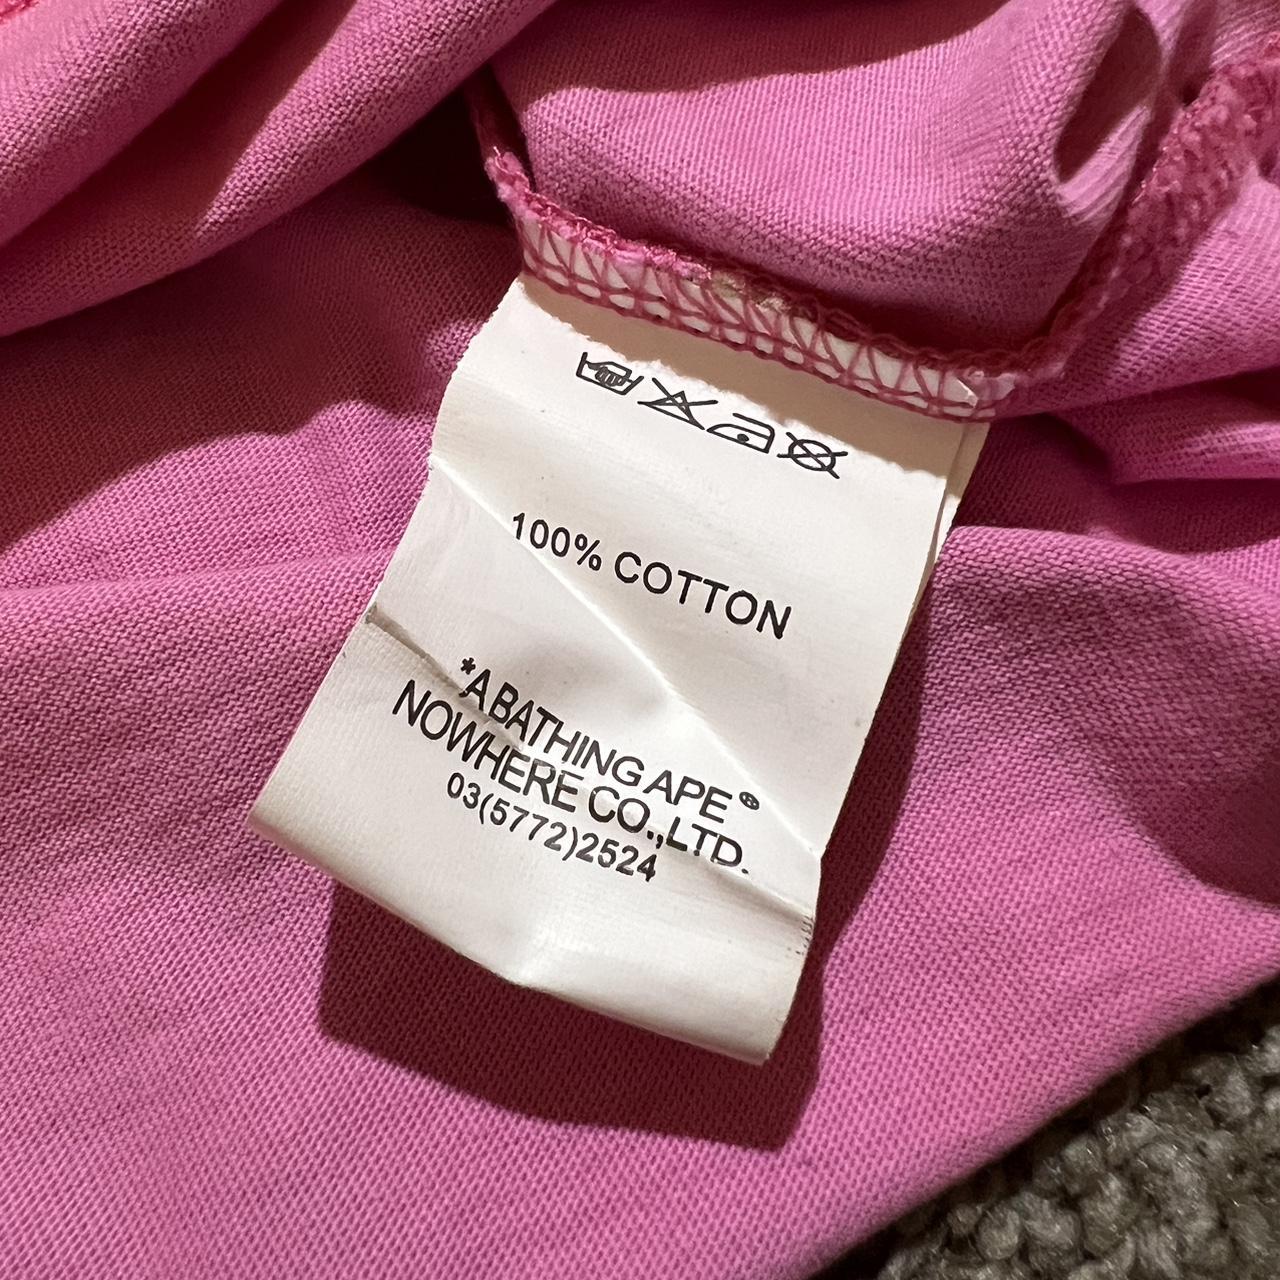 100% COTTON
*A BATHING APE®
NOWHERE CO.,LTD.
03(5772)2524